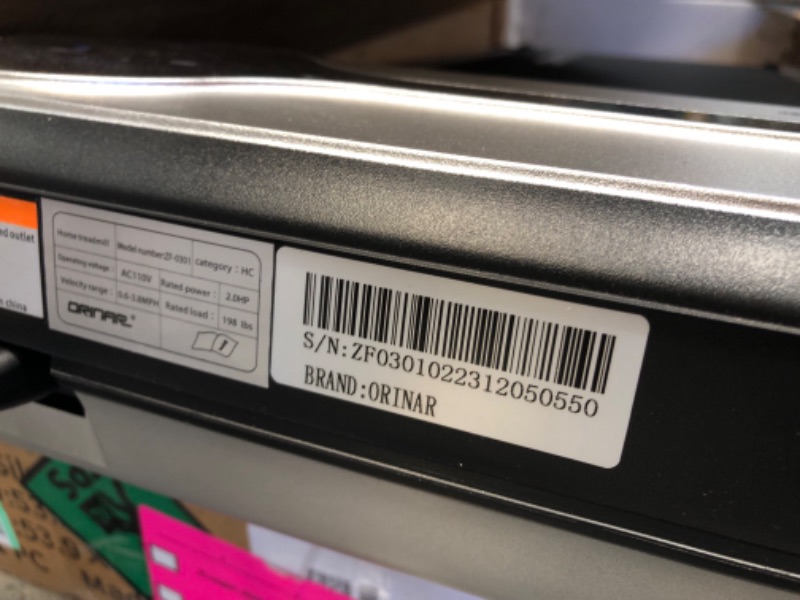 ed outlet
n china
Home treadmill Model number:ZF-0301 category : HC
Operating voltage : AC110V Rated power : 2.0HP
Velocity range : 0.6-3.8MPH Rated load : 198 lbs
ORINAR
S/N:ZF0301022312050550
BRAND:ORINAR